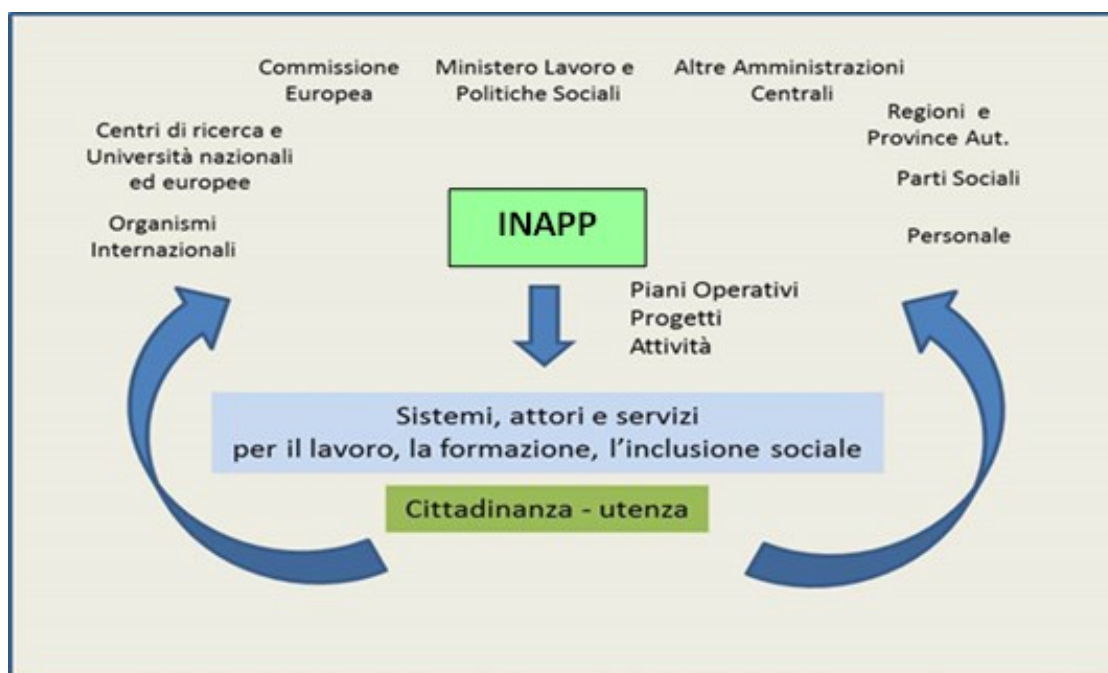 Commissione
Europea
Ministero Lavoro e
Politiche Sociali
Altre Amministrazioni
Centrali
Regioni e
Province Aut.
Centri di ricerca e
Università nazionali
ed europee
Parti Sociali
Organismi
Internazionali
INAPP
Personale
Piani Operativi
Progetti
Attività
Sistemi, attori e servizi
per il lavoro, la formazione, l'inclusione sociale
Cittadinanza - utenza